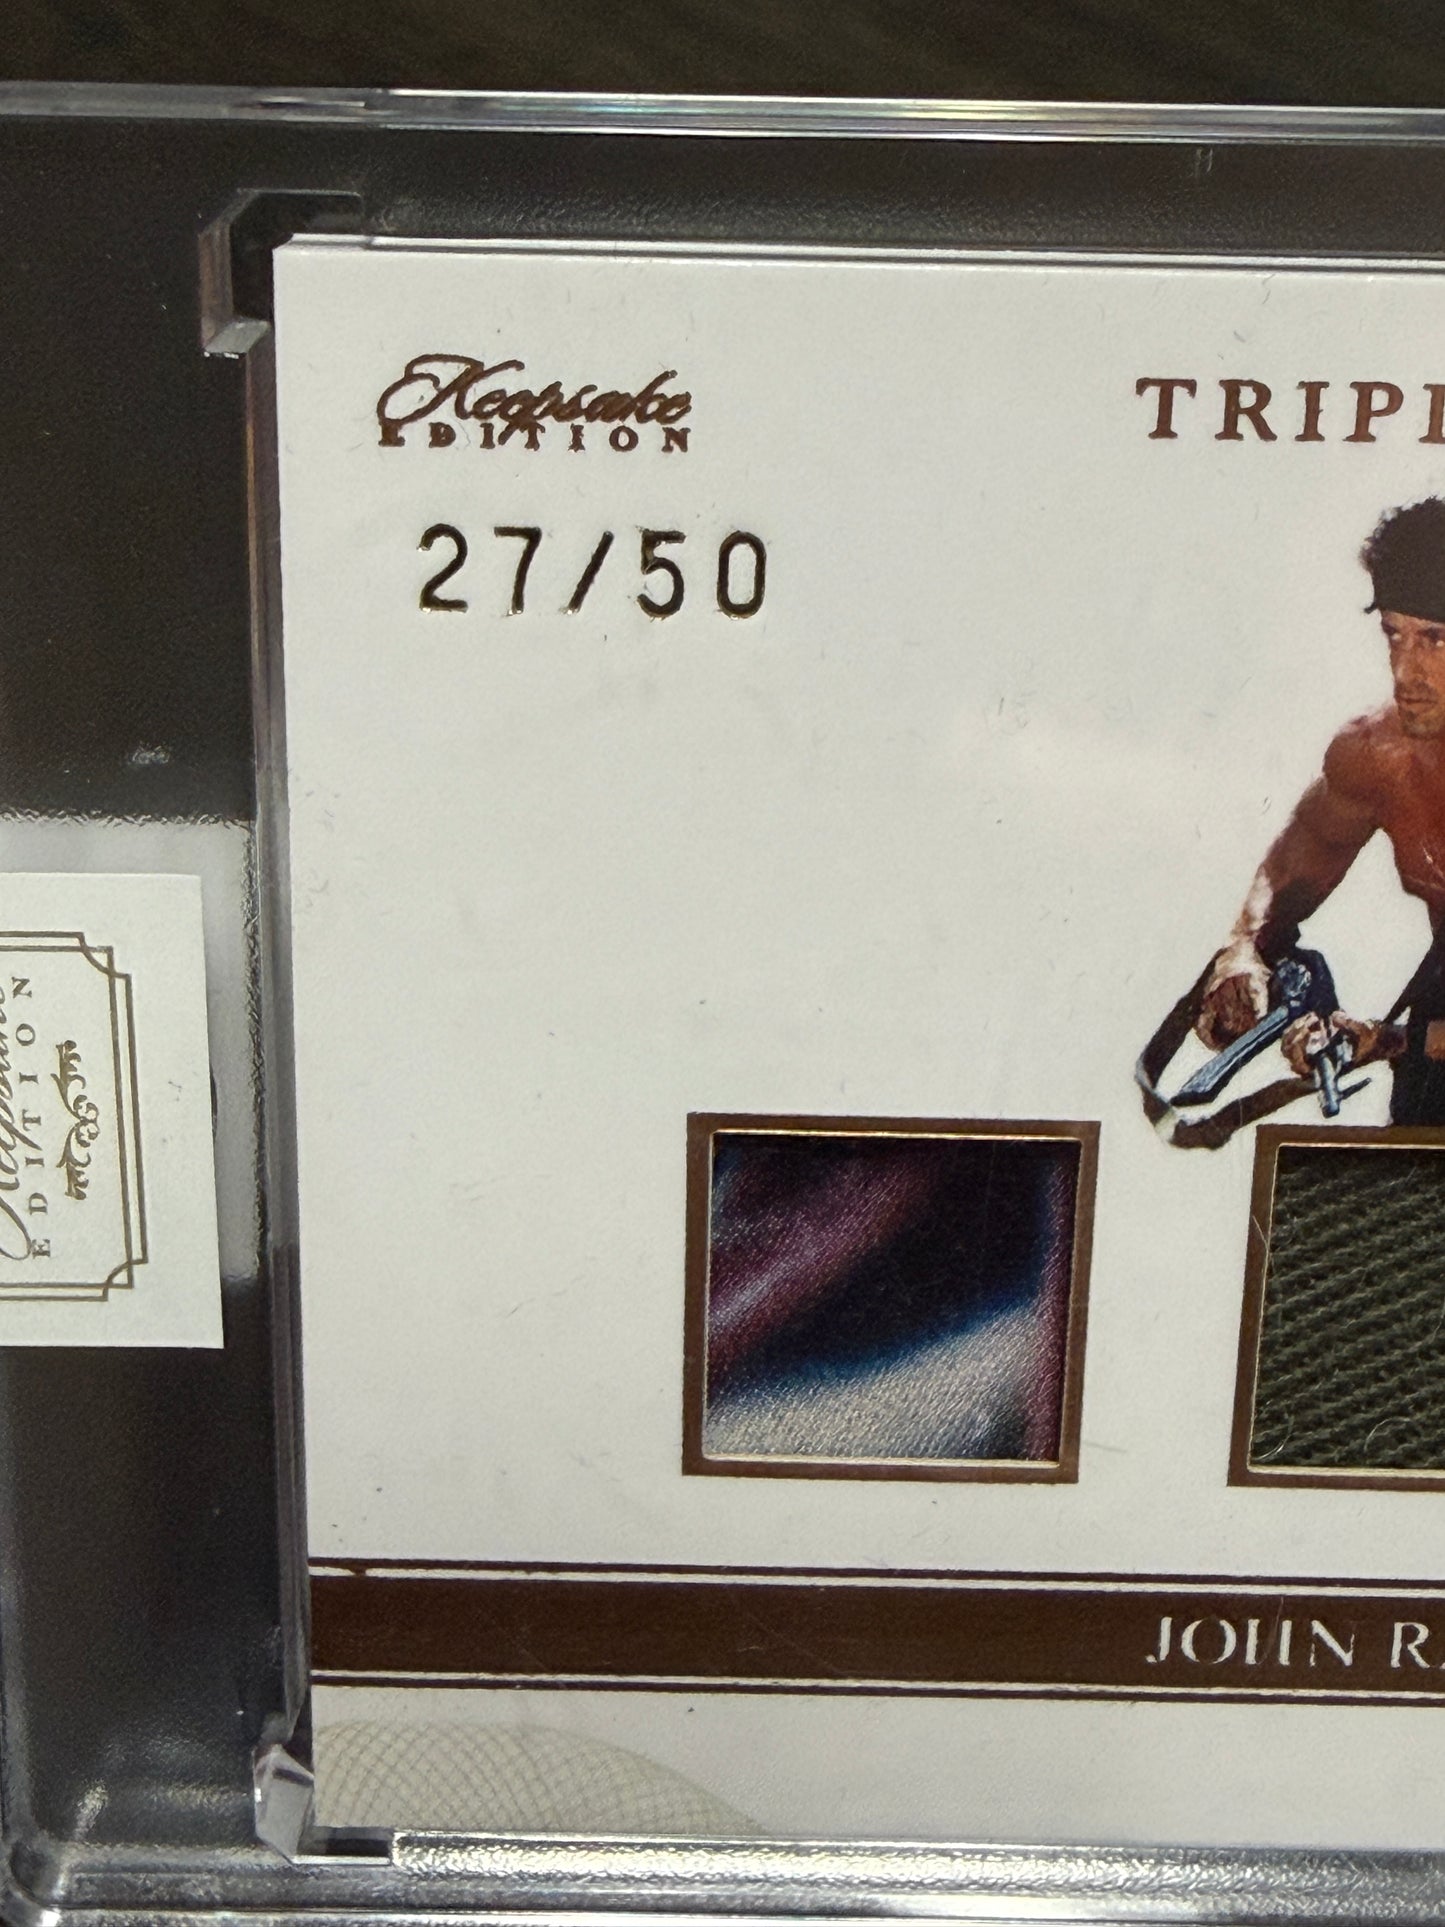 Keepsake
EDITION
TRIPL
27/50
Keepsake
EDITION
JOHN RA